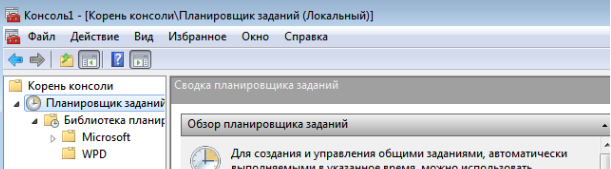 Консоль1 - [Корень консоли\Планировщик заданий (Локальный)]
Файл Действие Вид Избранное Окно Справка
Корень консоли
Планировщик заданий
Библиотека планир
Microsoft
WPD
Сводка планировщика заданий
Обзор планировщика заданий
Для создания и управления общими заданиями, автоматически
выполняемыми в указанное время, можно использовать